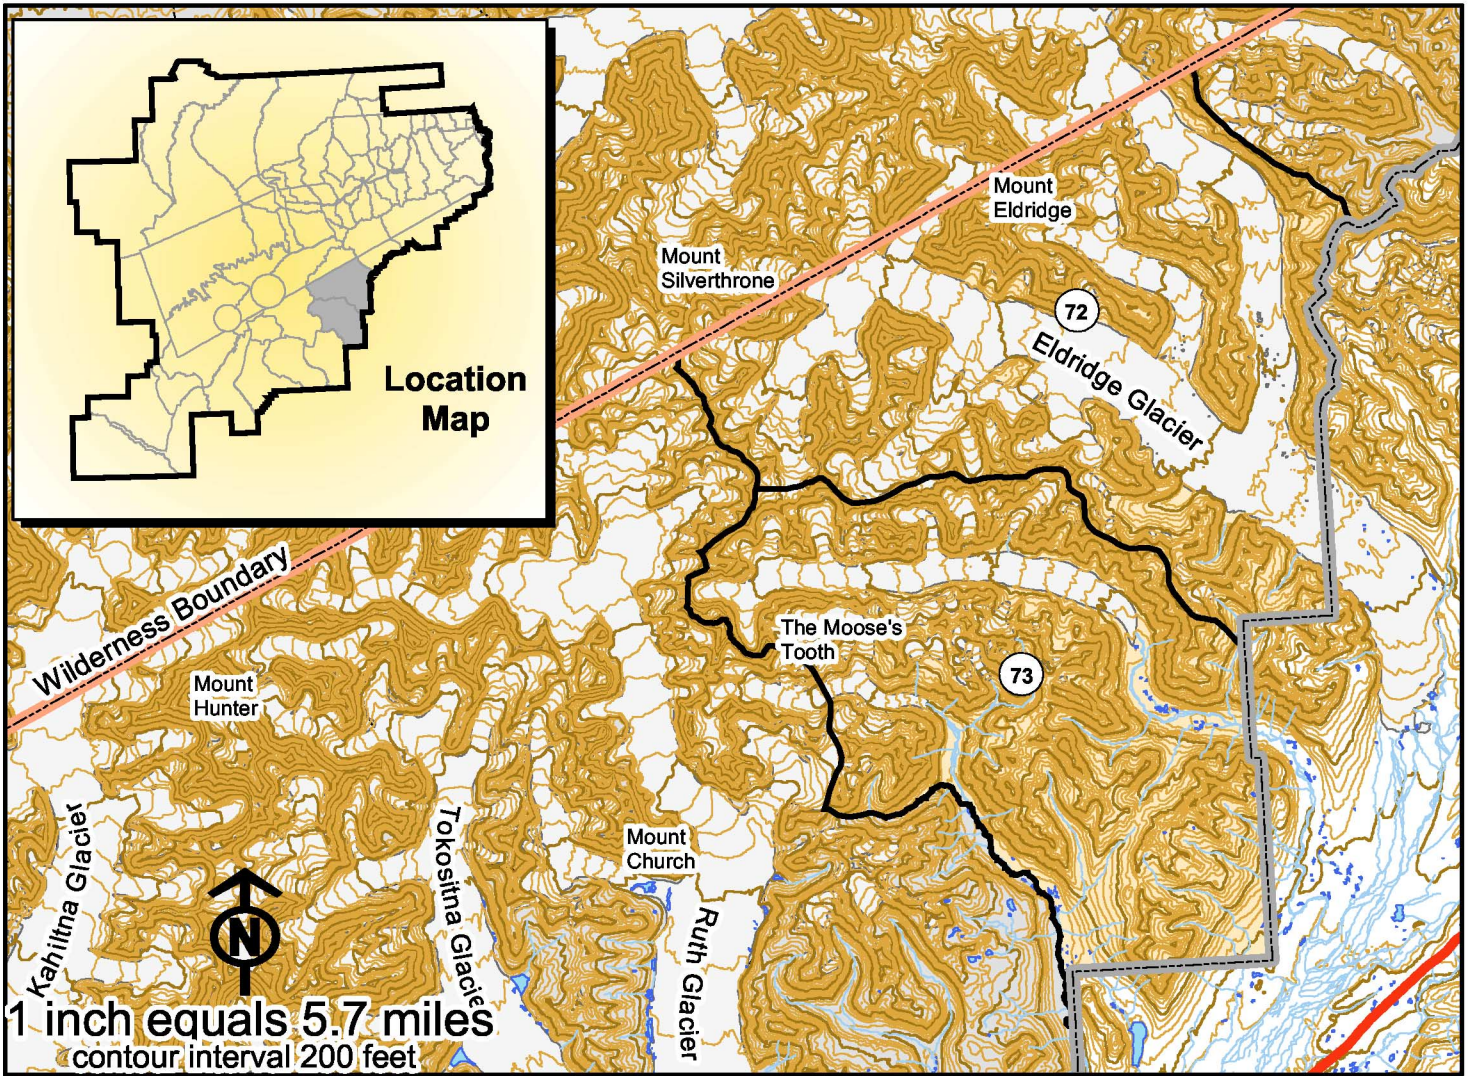 Location
Map
Mount
Eldridge
Mount
Silverthrone
72
Eldridge Glacier
Wilderness Boundary
The Moose's
Tooth
73
Mount
Hunter
Mount
Church
Kahiltna Glacier
Tokositna Glacier
Ruth Glacier
N
1 inch equals 5.7 miles
contour interval 200 feet